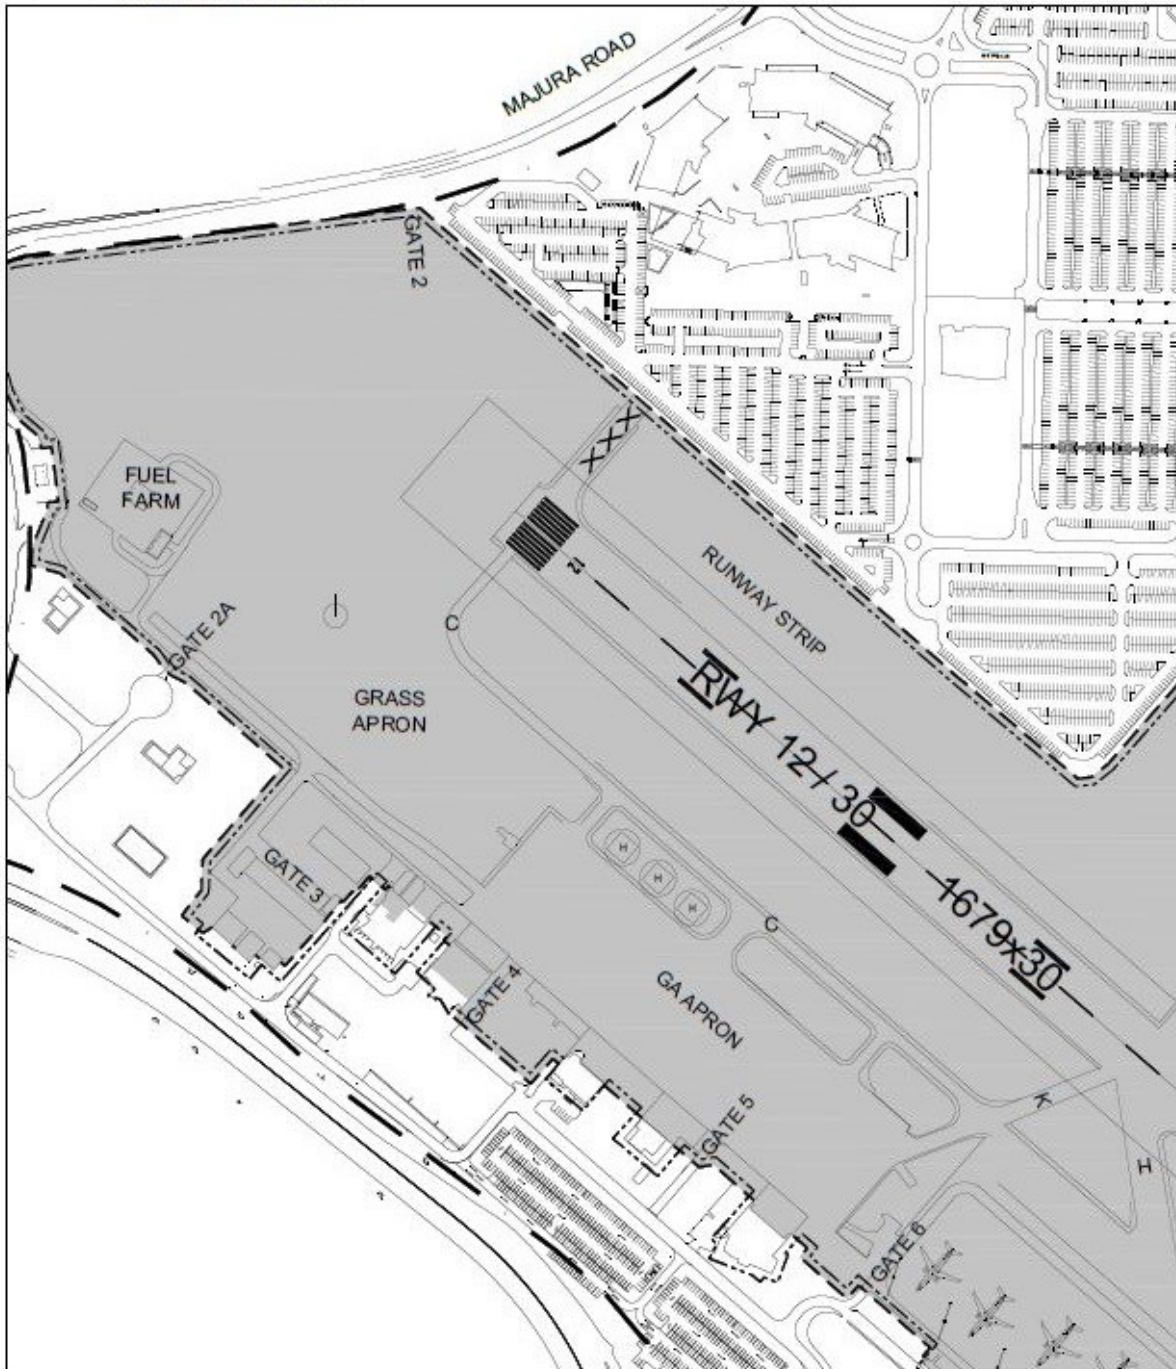 MAJURA ROAD
GATE 2
FUEL
FARM
12
RUNWAY STRIP
GATE 2A
C
GRASS
APRON
RWY 12 / 30
1679x30
GATE 3
H
H
H
C
GATE 4
GA APRON
K
GATE 5
H
GATE 6